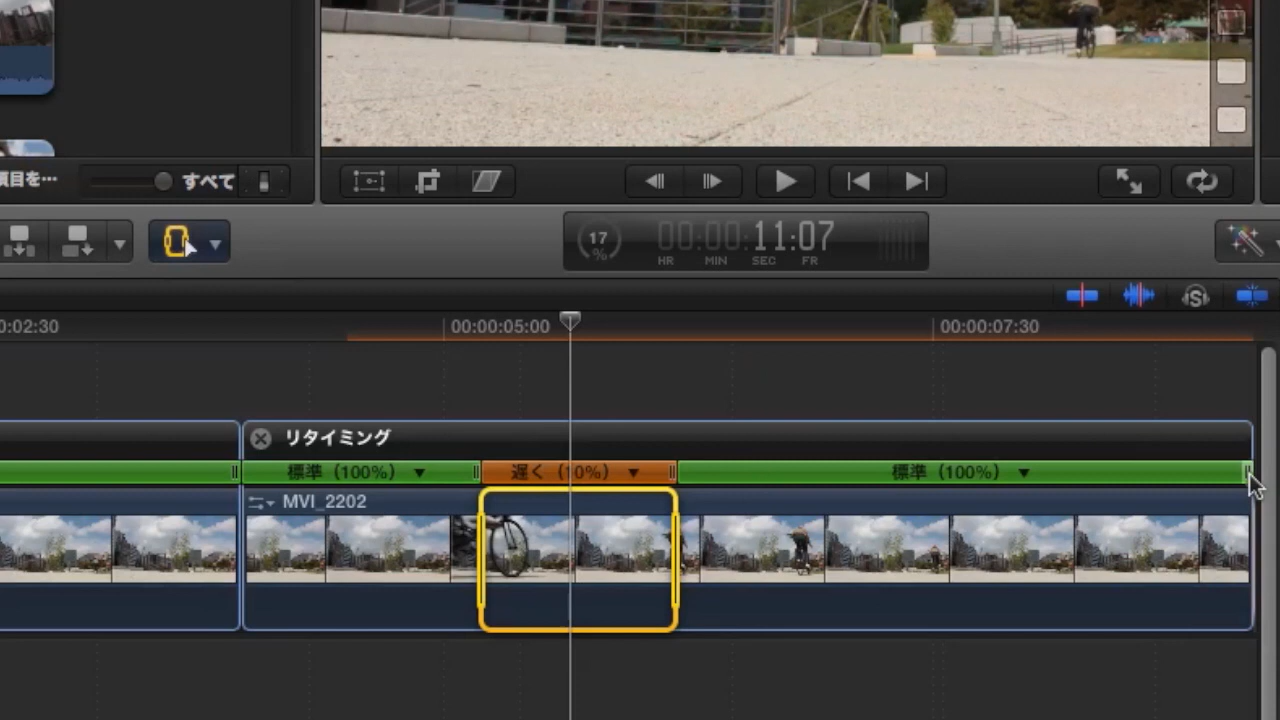 項目を… すべて
17
%
00:00:11:07
HR MIN SEC FR
0:02:30 00:00:05:00 00:00:07:30
リタイミング
標準（100%） 遅く（10%） 標準（100%）
MVI_2202